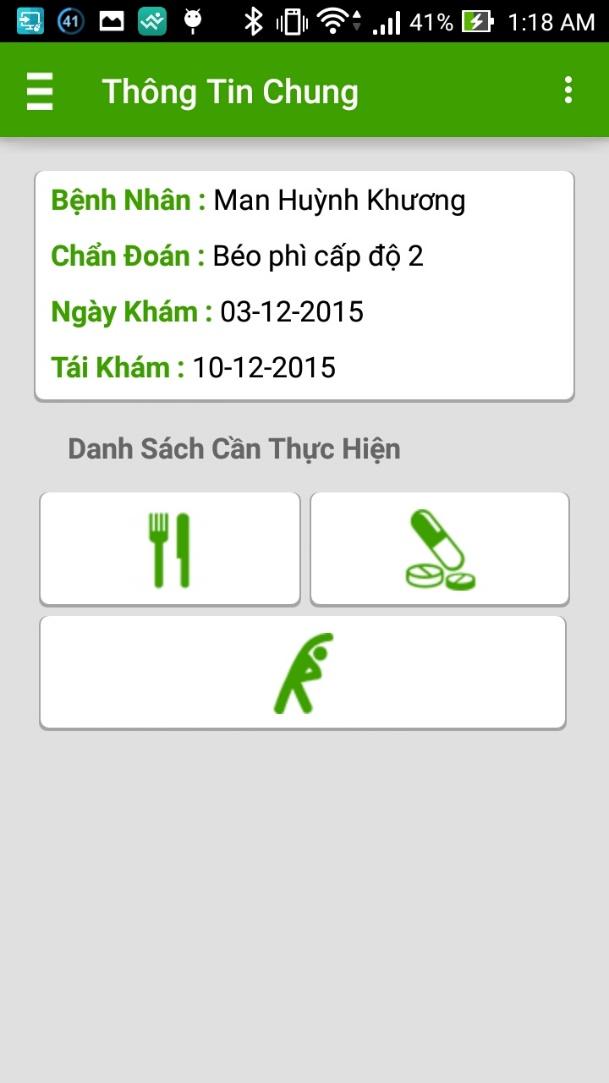 41 41% 1:18 AM
Thông Tin Chung
Bệnh Nhân : Man Huỳnh Khương
Chẩn Đoán : Béo phì cấp độ 2
Ngày Khám : 03-12-2015
Tái Khám : 10-12-2015
Danh Sách Cần Thực Hiện